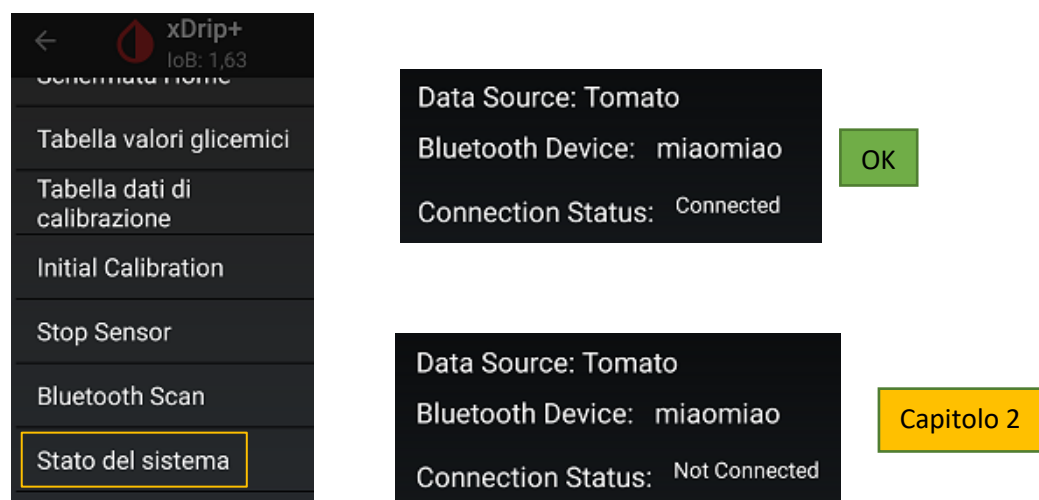 xDrip+
IoB: 1,63
Schermata Home
Tabella valori glicemici
Tabella dati di
calibrazione
Initial Calibration
Stop Sensor
Bluetooth Scan
Stato del sistema
Data Source: Tomato
Bluetooth Device: miaomiao
Connection Status: Connected
OK
Data Source: Tomato
Bluetooth Device: miaomiao
Connection Status: Not Connected
Capitolo 2